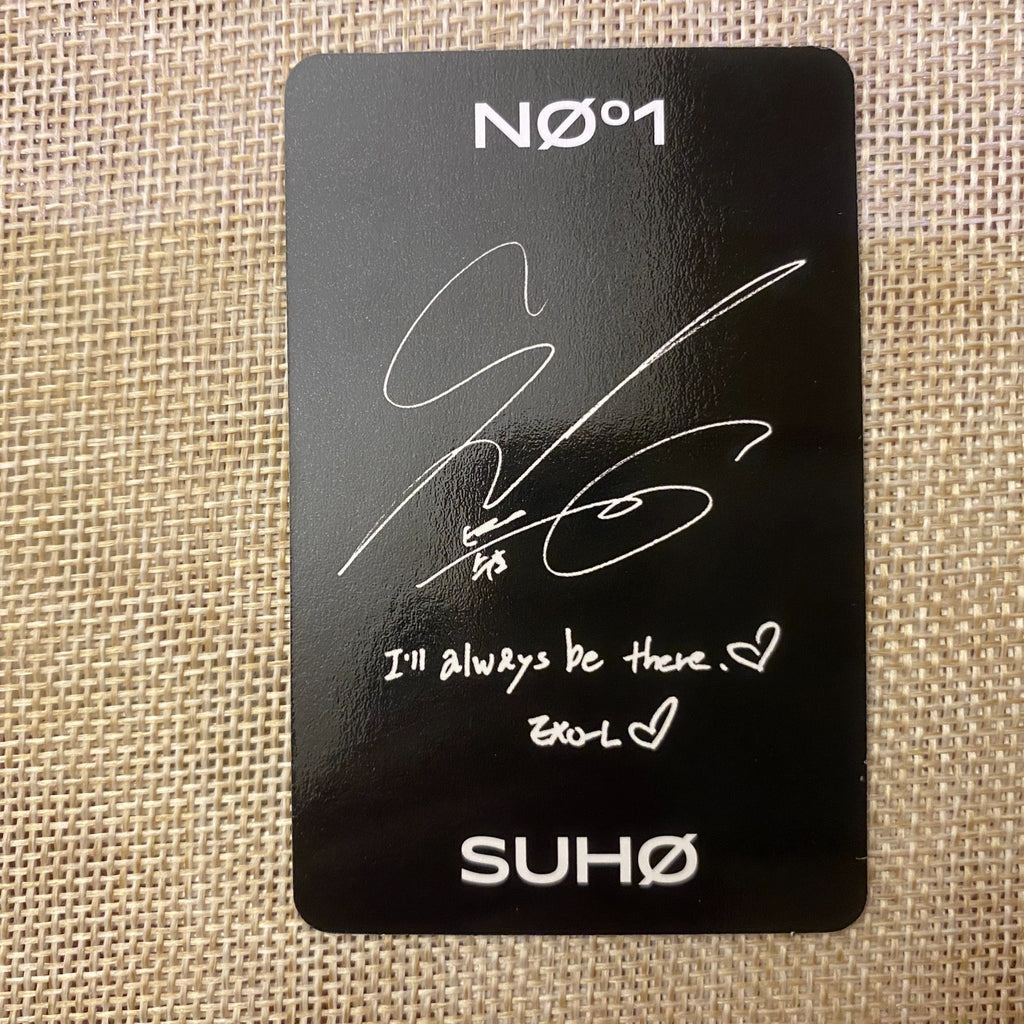 NØº1
I'll always be there.♡
EXO-L♡
SUHØ